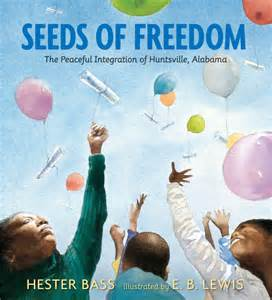 SEEDS OF FREEDOM
The Peaceful Integration of Huntsville, Alabama
HESTER BASS illustrated by E. B. LEWIS